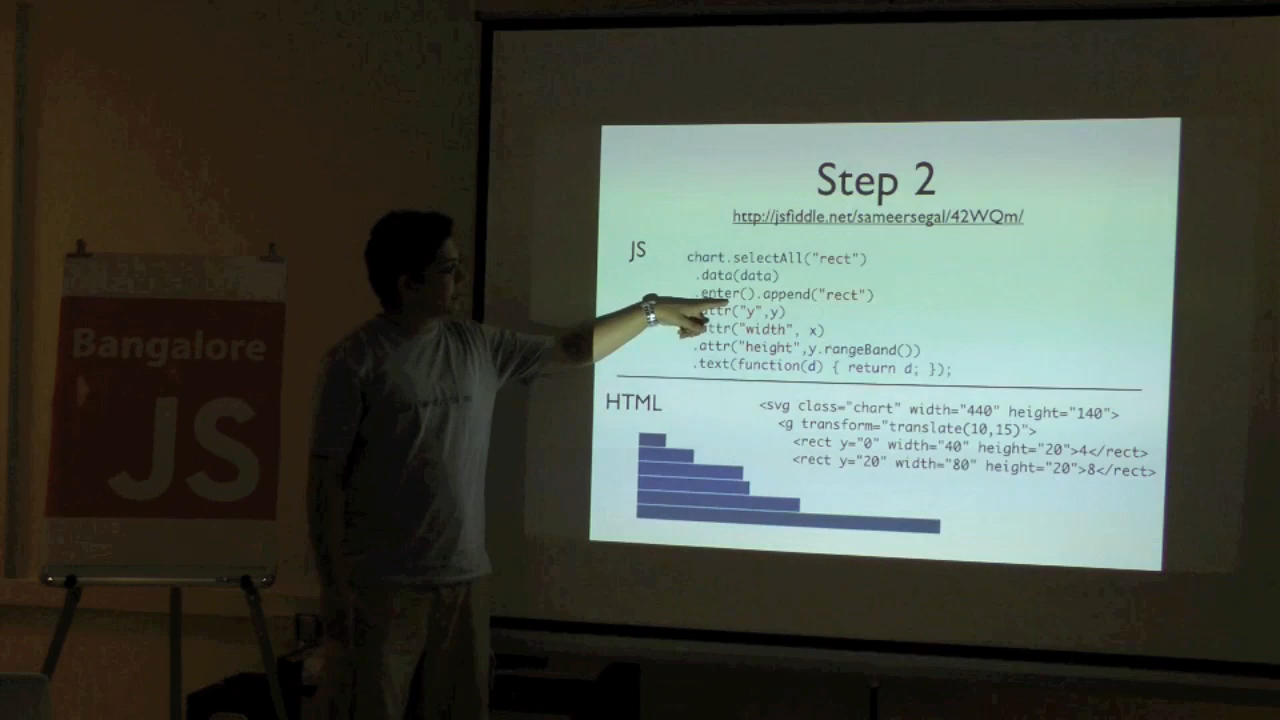 Bangalore
JS
Step 2
http://jsfiddle.net/sameersegal/42WQm/
JS
chart.selectAll("rect")
.data(data)
.enter().append("rect")
.attr("y",y)
.attr("width", x)
.attr("height",y.rangeBand())
.text(function(d) { return d; });
HTML
<svg class="chart" width="440" height="140">
<g transform="translate(10,15)">
<rect y="0" width="40" height="20">4</rect>
<rect y="20" width="80" height="20">8</rect>